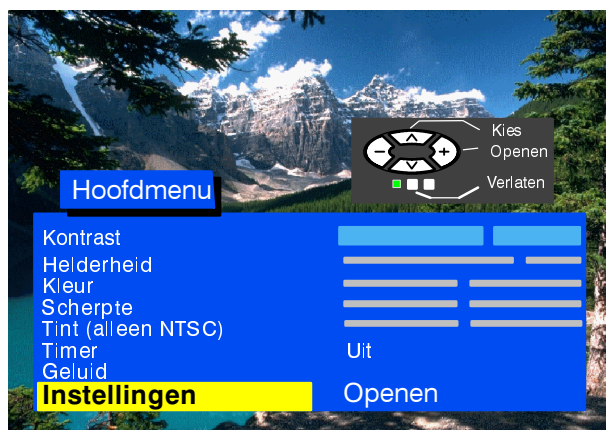 Kies
Openen
Verlaten
Hoofdmenu
Kontrast
Helderheid
Kleur
Scherpte
Tint (alleen NTSC)
Timer Uit
Geluid
Instellingen Openen